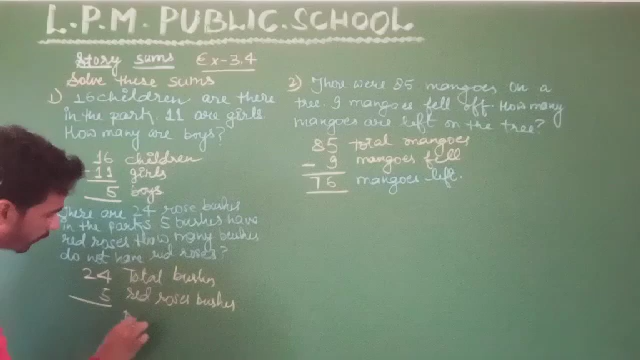 L.P.M. PUBLIC SCHOOL
Story sums Ex-3.4
Solve these sums
1) 16 children are there
in the park, 11 are girls
How many are boys?
16 children
- 11 girls
5 boys
There are 24 rose bushes
in the park 5 bushes have
red roses How many bushes
do not have red roses?
24 Total bushes
5 red roses bushes
2) There were 85 mangoes on a
tree. 9 mangoes fell off. How many
mangoes are left on the tree?
85 total mangoes
- 9 mangoes fell
76 mangoes left.